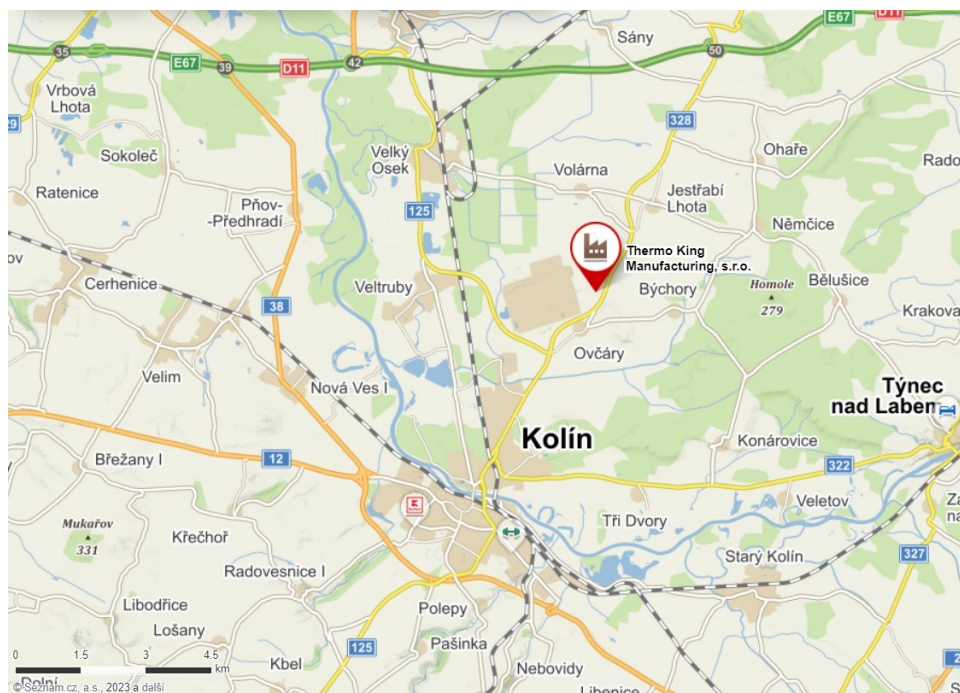 E67
D11
Sány
35
E67
39
D11
42
50
Vrbová
Lhota
328
Sokoleč
Velký
Osek
Volárna
Ohaře
Ratenice
Jestřabí
Lhota
Pňov-
-Předhradí
125
Němčice
Thermo King
Manufacturing, s.r.o.
Cerhenice
Veltruby
Býchory
Homole
279
Bělušice
38
Krakova
Ovčáry
Velim
Nová Ves I
Týnec
nad Labem
Kolín
Konárovice
Břežany I
12
322
Veletov
Mukařov
331
Křečhoř
Tři Dvory
Starý Kolín
327
Radovesnice I
Libodřice
Polepy
Lošany
125
Pašinka
Kbel
Nebovidy
Libenice
0 1.5 3 4.5
km
Dolní
© Seznam.cz, a.s., 2023 a další